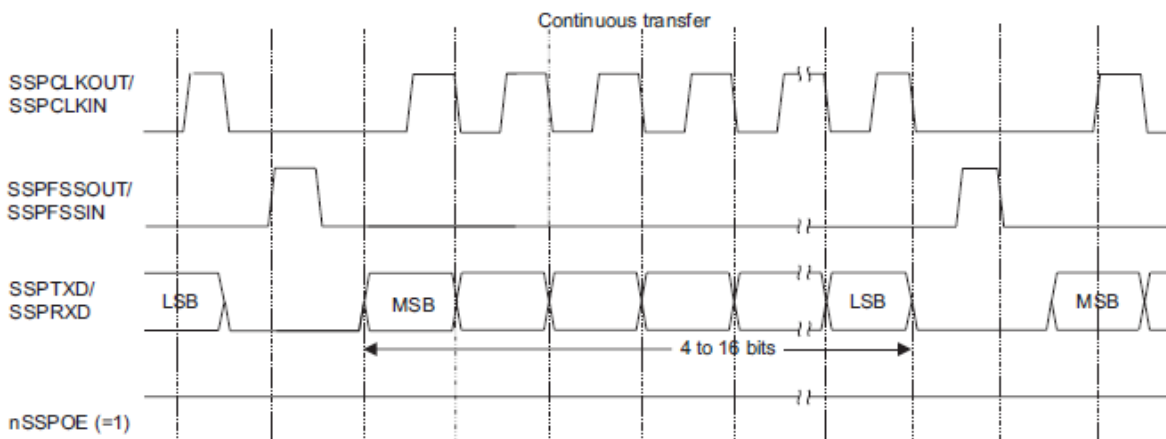 Continuous transfer
SSPCLKOUT/
SSPCLKIN
SSPFSSOUT/
SSPFSSIN
SSPTXD/
SSPRXD
LSB
MSB
LSB
MSB
4 to 16 bits
nSSPOE (=1)